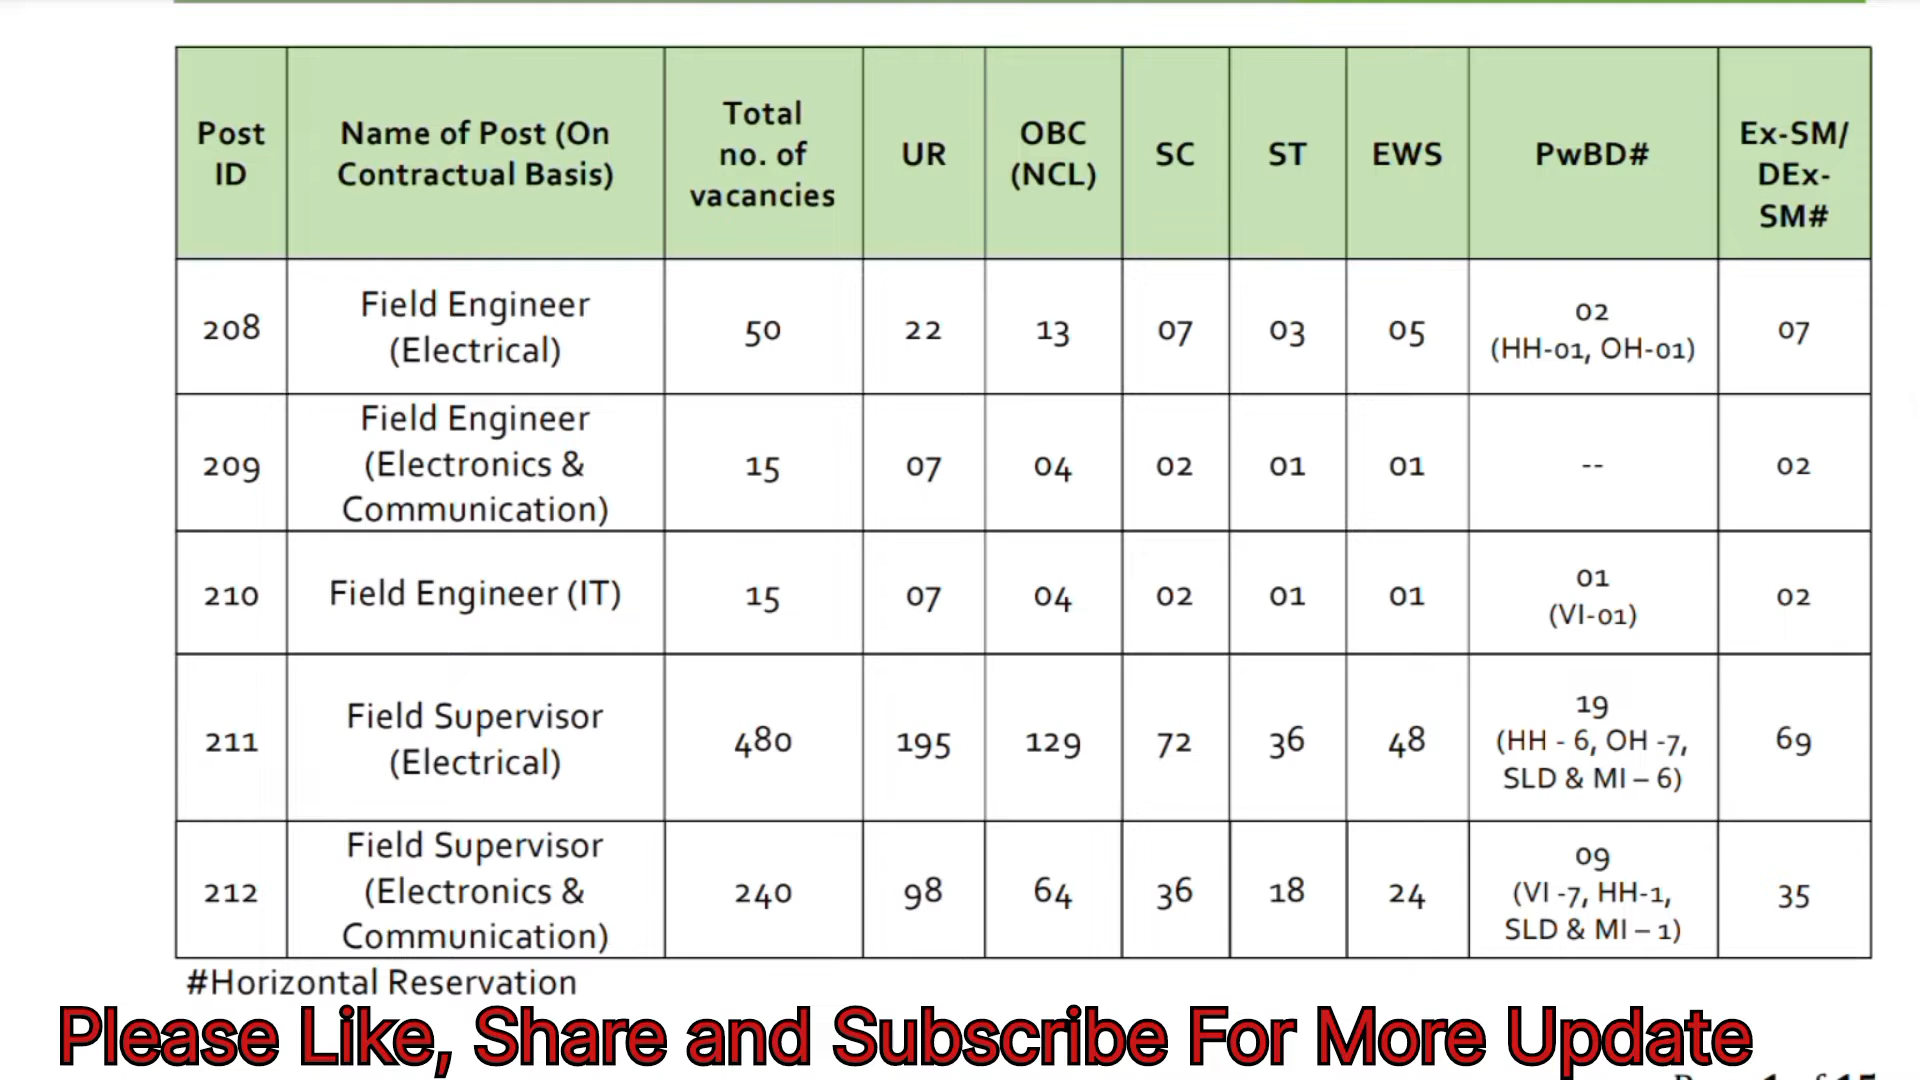 Post ID
Name of Post (On Contractual Basis)
Total no. of vacancies
UR
OBC (NCL)
SC
ST
EWS
PwBD#
Ex-SM/ DEx-SM#
208
Field Engineer (Electrical)
50
22
13
07
03
05
02 (HH-01, OH-01)
07
209
Field Engineer (Electronics & Communication)
15
07
04
02
01
01
--
02
210
Field Engineer (IT)
15
07
04
02
01
01
01 (VI-01)
02
211
Field Supervisor (Electrical)
480
195
129
72
36
48
19 (HH - 6, OH -7, SLD & MI – 6)
69
212
Field Supervisor (Electronics & Communication)
240
98
64
36
18
24
09 (VI -7, HH-1, SLD & MI – 1)
35
#Horizontal Reservation
Please Like, Share and Subscribe For More Update